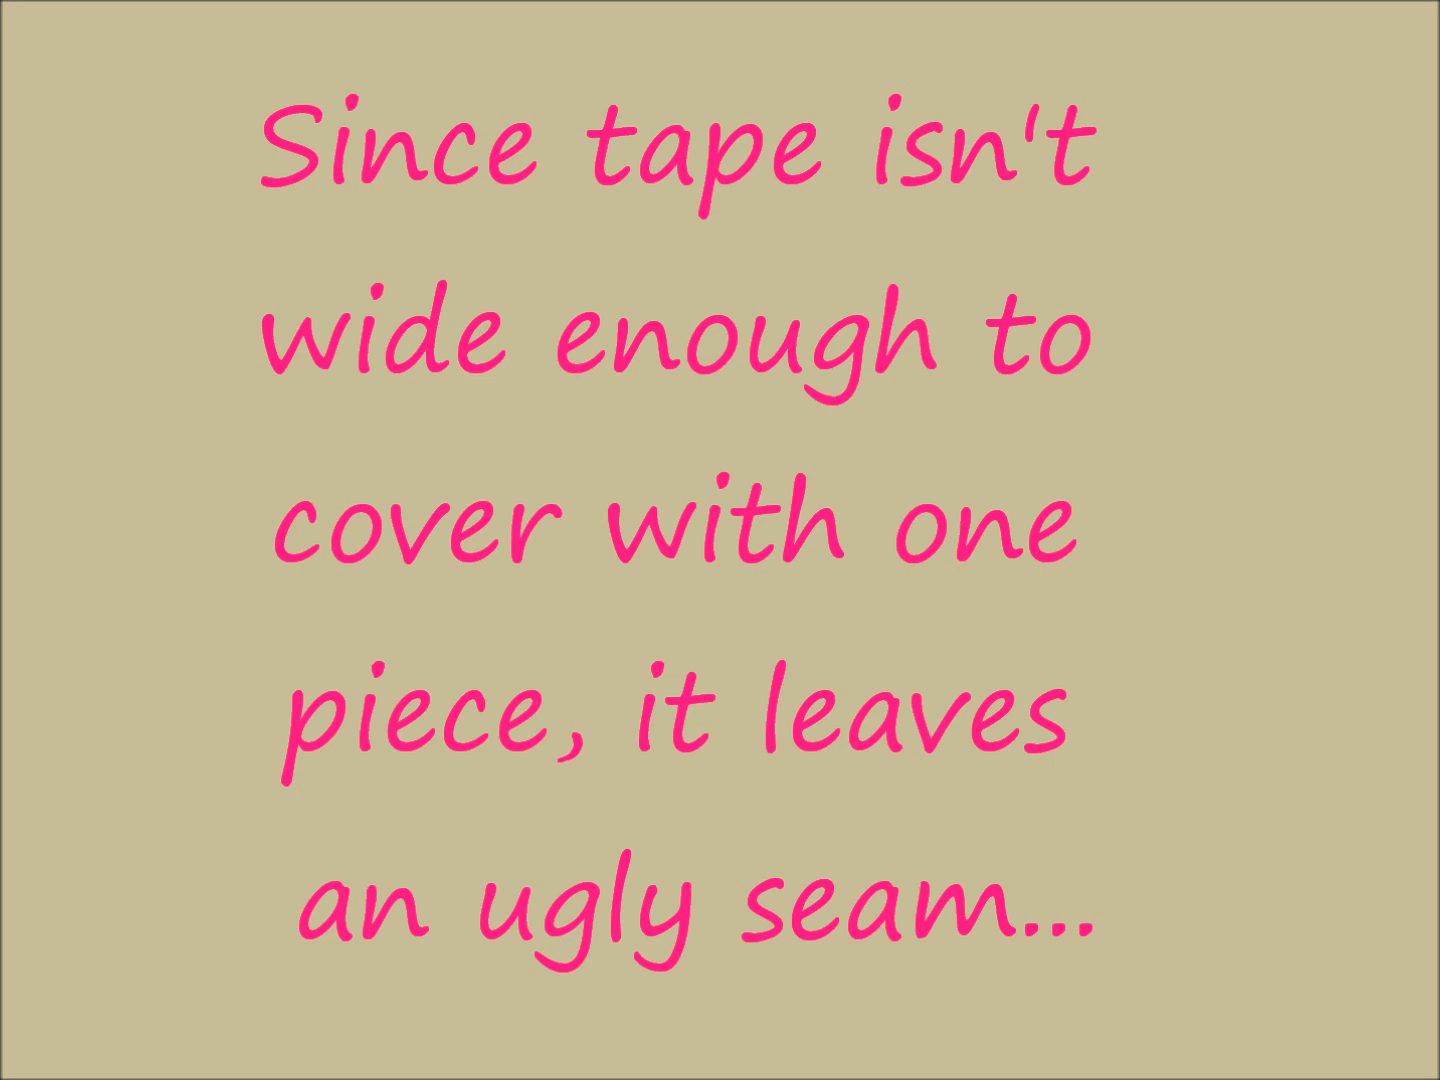 Since tape isn't
wide enough to
cover with one
piece, it leaves
an ugly seam...